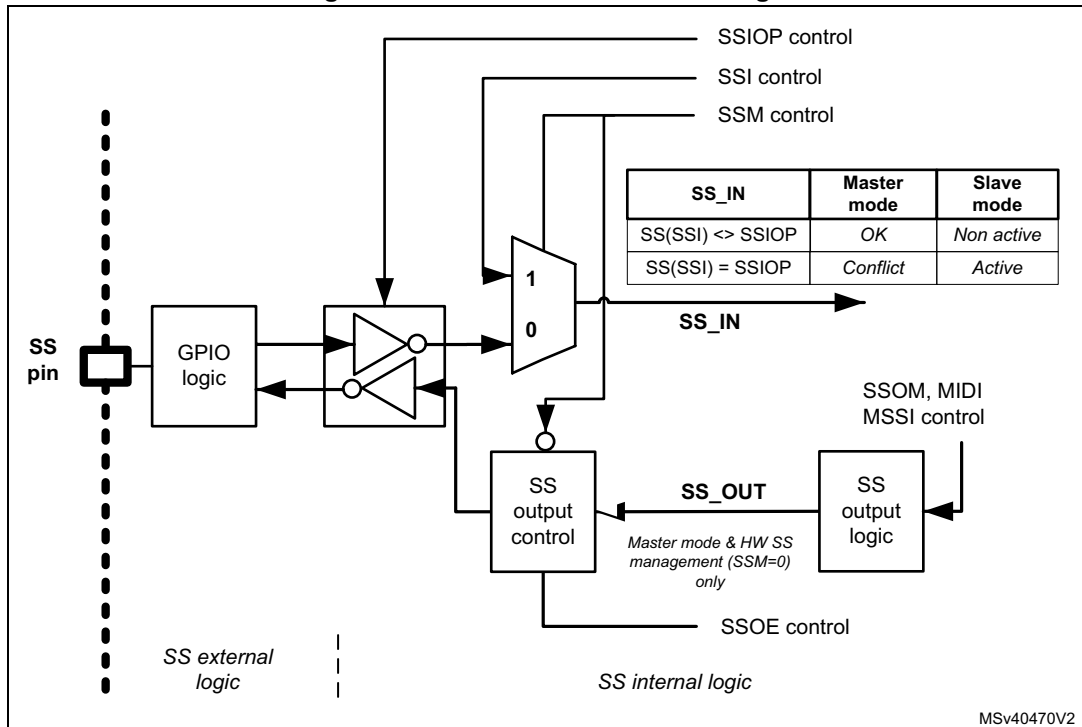 SSIOP control
SSI control
SSM control
SS_IN
Master
mode
Slave
mode
SS(SSI) <> SSIOP
OK
Non active
SS(SSI) = SSIOP
Conflict
Active
1
0
SS_IN
SS
pin
GPIO
logic
SSOM, MIDI
MSSI control
SS
output
control
SS_OUT
SS
output
logic
Master mode & HW SS
management (SSM=0)
only
SSOE control
SS external
logic
SS internal logic
MSv40470V2